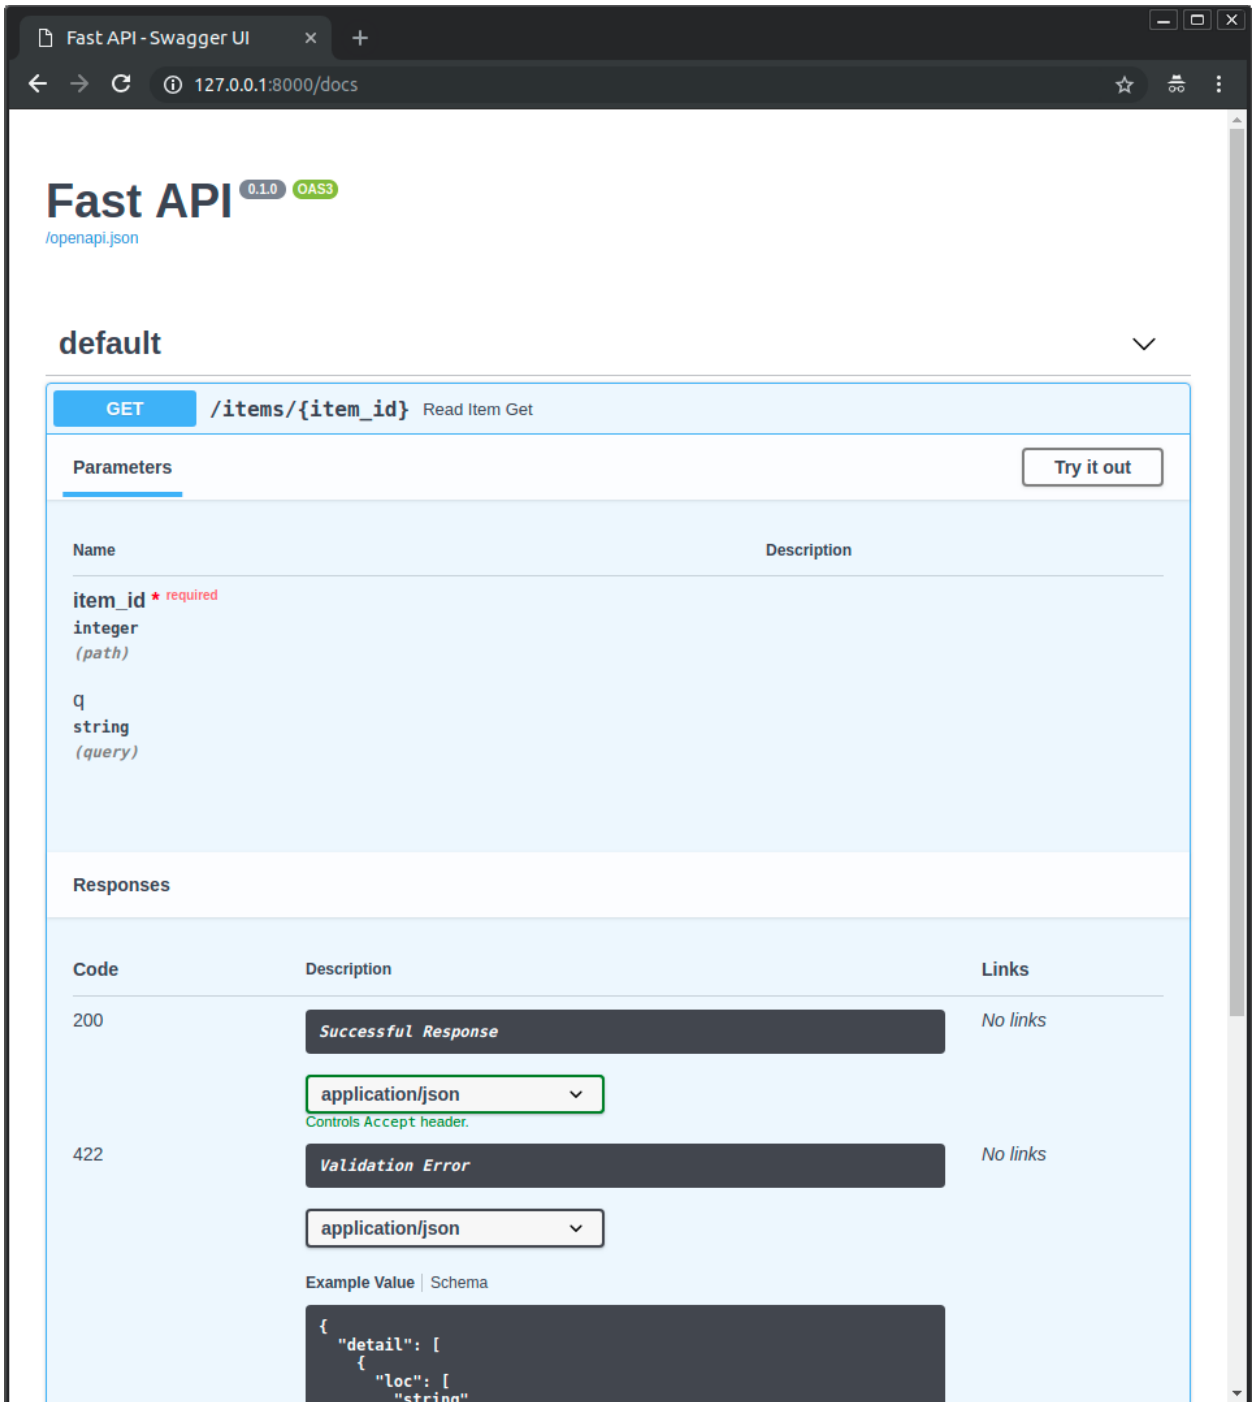 Fast API - Swagger UI
127.0.0.1:8000/docs
Fast API 0.1.0 OAS3
/openapi.json
default
GET /items/{item_id} Read Item Get
Parameters Try it out
Name Description
item_id * required
integer
(path)
q
string
(query)
Responses
Code Description Links
200 Successful Response No links
application/json
Controls Accept header.
422 Validation Error No links
application/json
Example Value Schema
{
"detail": [
{
"loc": [
"string"